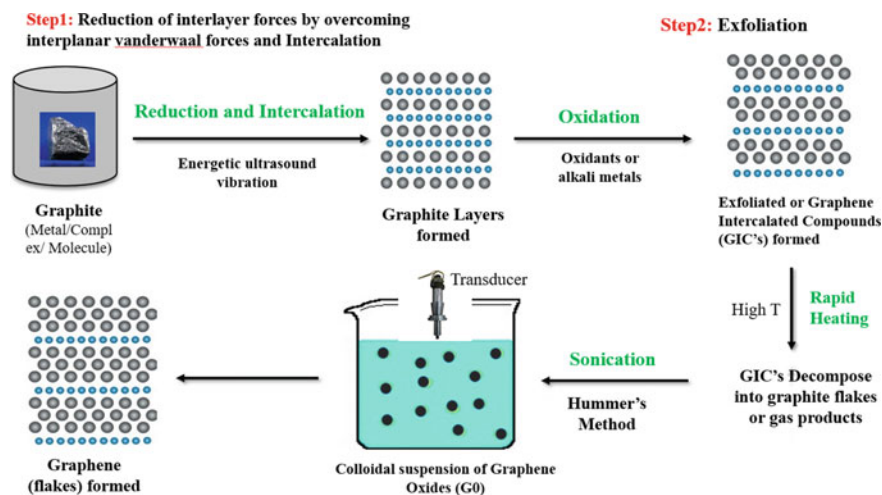 Step1: Reduction of interlayer forces by overcoming
interplanar vanderwaal forces and Intercalation
Step2: Exfoliation
Reduction and Intercalation
Energetic ultrasound
vibration
Oxidation
Oxidants or
alkali metals
Graphite
(Metal/Compl
ex/ Molecule)
Graphite Layers
formed
Exfoliated or Graphene
Intercalated Compounds
(GIC's) formed
High T
Rapid
Heating
GIC's Decompose
into graphite flakes
or gas products
Sonication
Hummer's
Method
Transducer
Colloidal suspension of Graphene
Oxides (G0)
Graphene
(flakes) formed